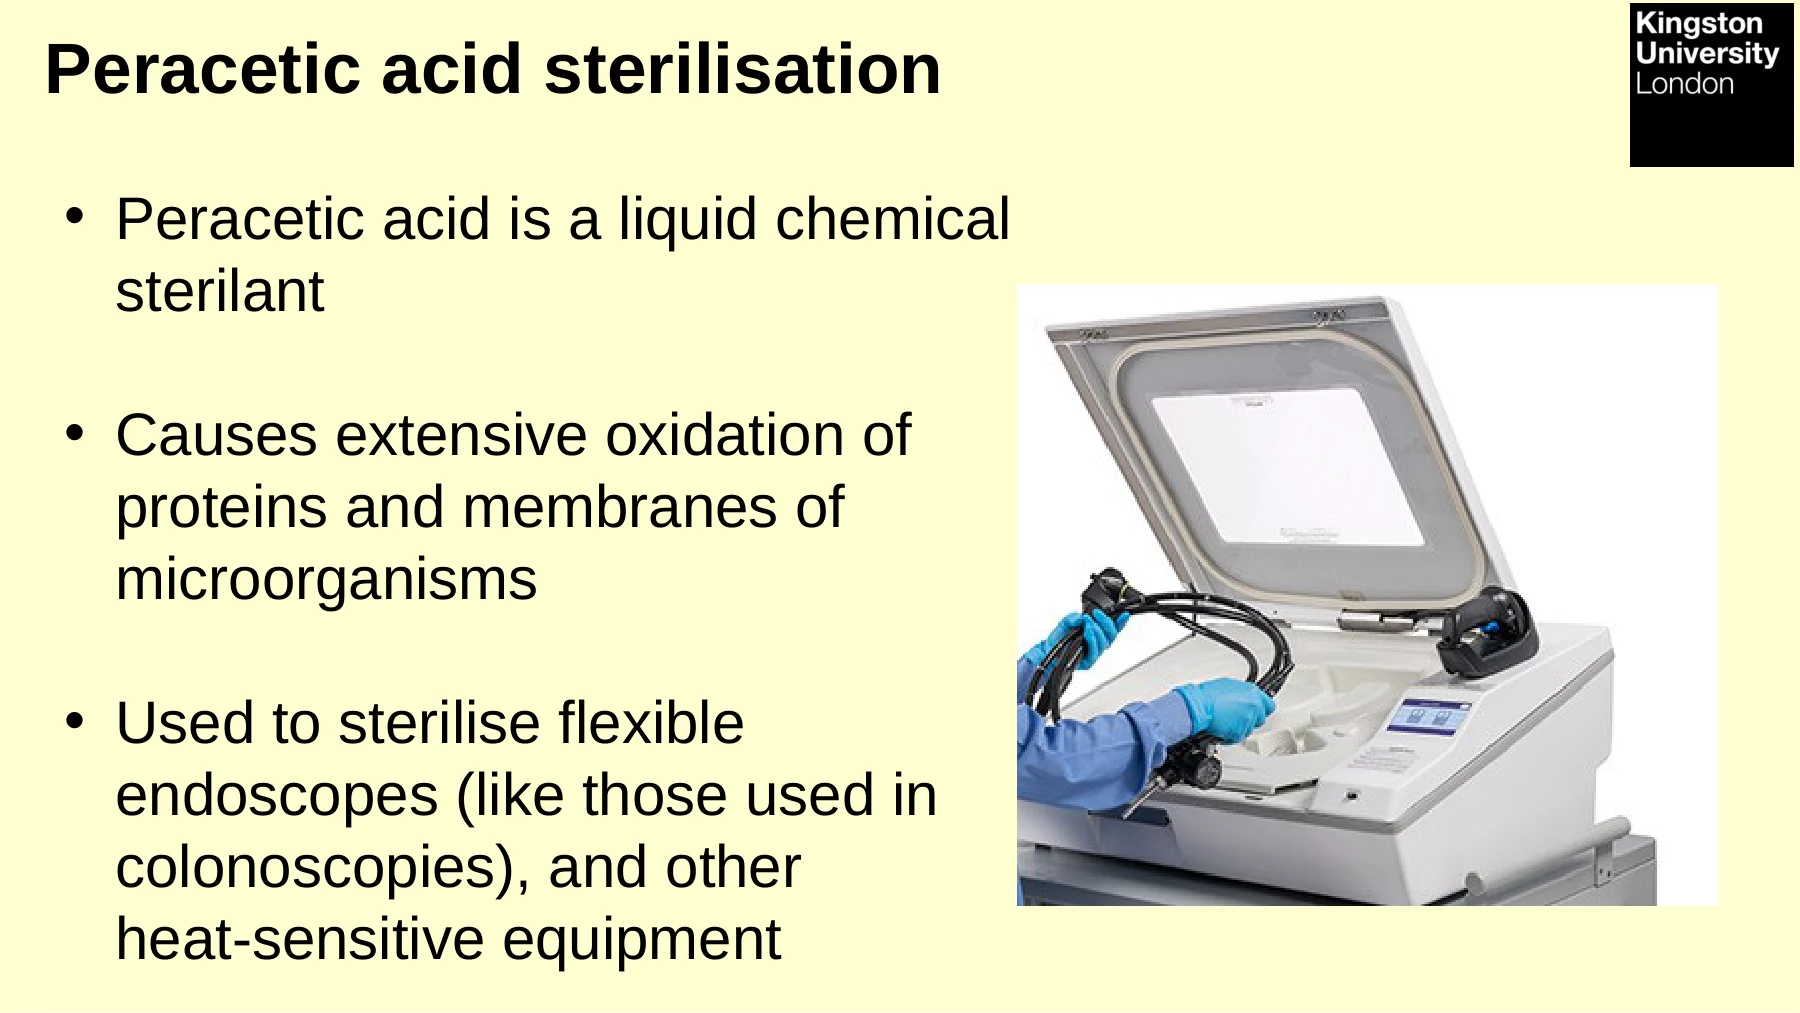 Peracetic acid sterilisation
Kingston
University
London
• Peracetic acid is a liquid chemical
sterilant
• Causes extensive oxidation of
proteins and membranes of
microorganisms
• Used to sterilise flexible
endoscopes (like those used in
colonoscopies), and other
heat-sensitive equipment